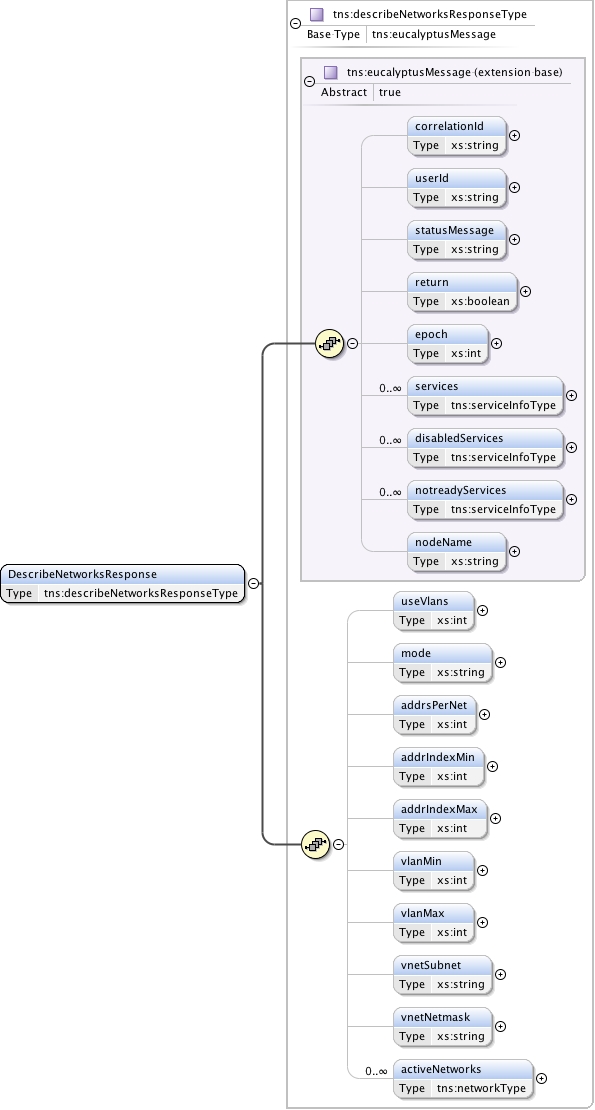 tns:describeNetworksResponseType
Base Type tns:eucalyptusMessage
tns:eucalyptusMessage (extension base)
Abstract true
correlationId
Type xs:string
userId
Type xs:string
statusMessage
Type xs:string
return
Type xs:boolean
epoch
Type xs:int
0..∞ services
Type tns:serviceInfoType
0..∞ disabledServices
Type tns:serviceInfoType
0..∞ notreadyServices
Type tns:serviceInfoType
nodeName
Type xs:string
DescribeNetworksResponse
Type tns:describeNetworksResponseType
useVlans
Type xs:int
mode
Type xs:string
addrsPerNet
Type xs:int
addrIndexMin
Type xs:int
addrIndexMax
Type xs:int
vlanMin
Type xs:int
vlanMax
Type xs:int
vnetSubnet
Type xs:string
vnetNetmask
Type xs:string
0..∞ activeNetworks
Type tns:networkType